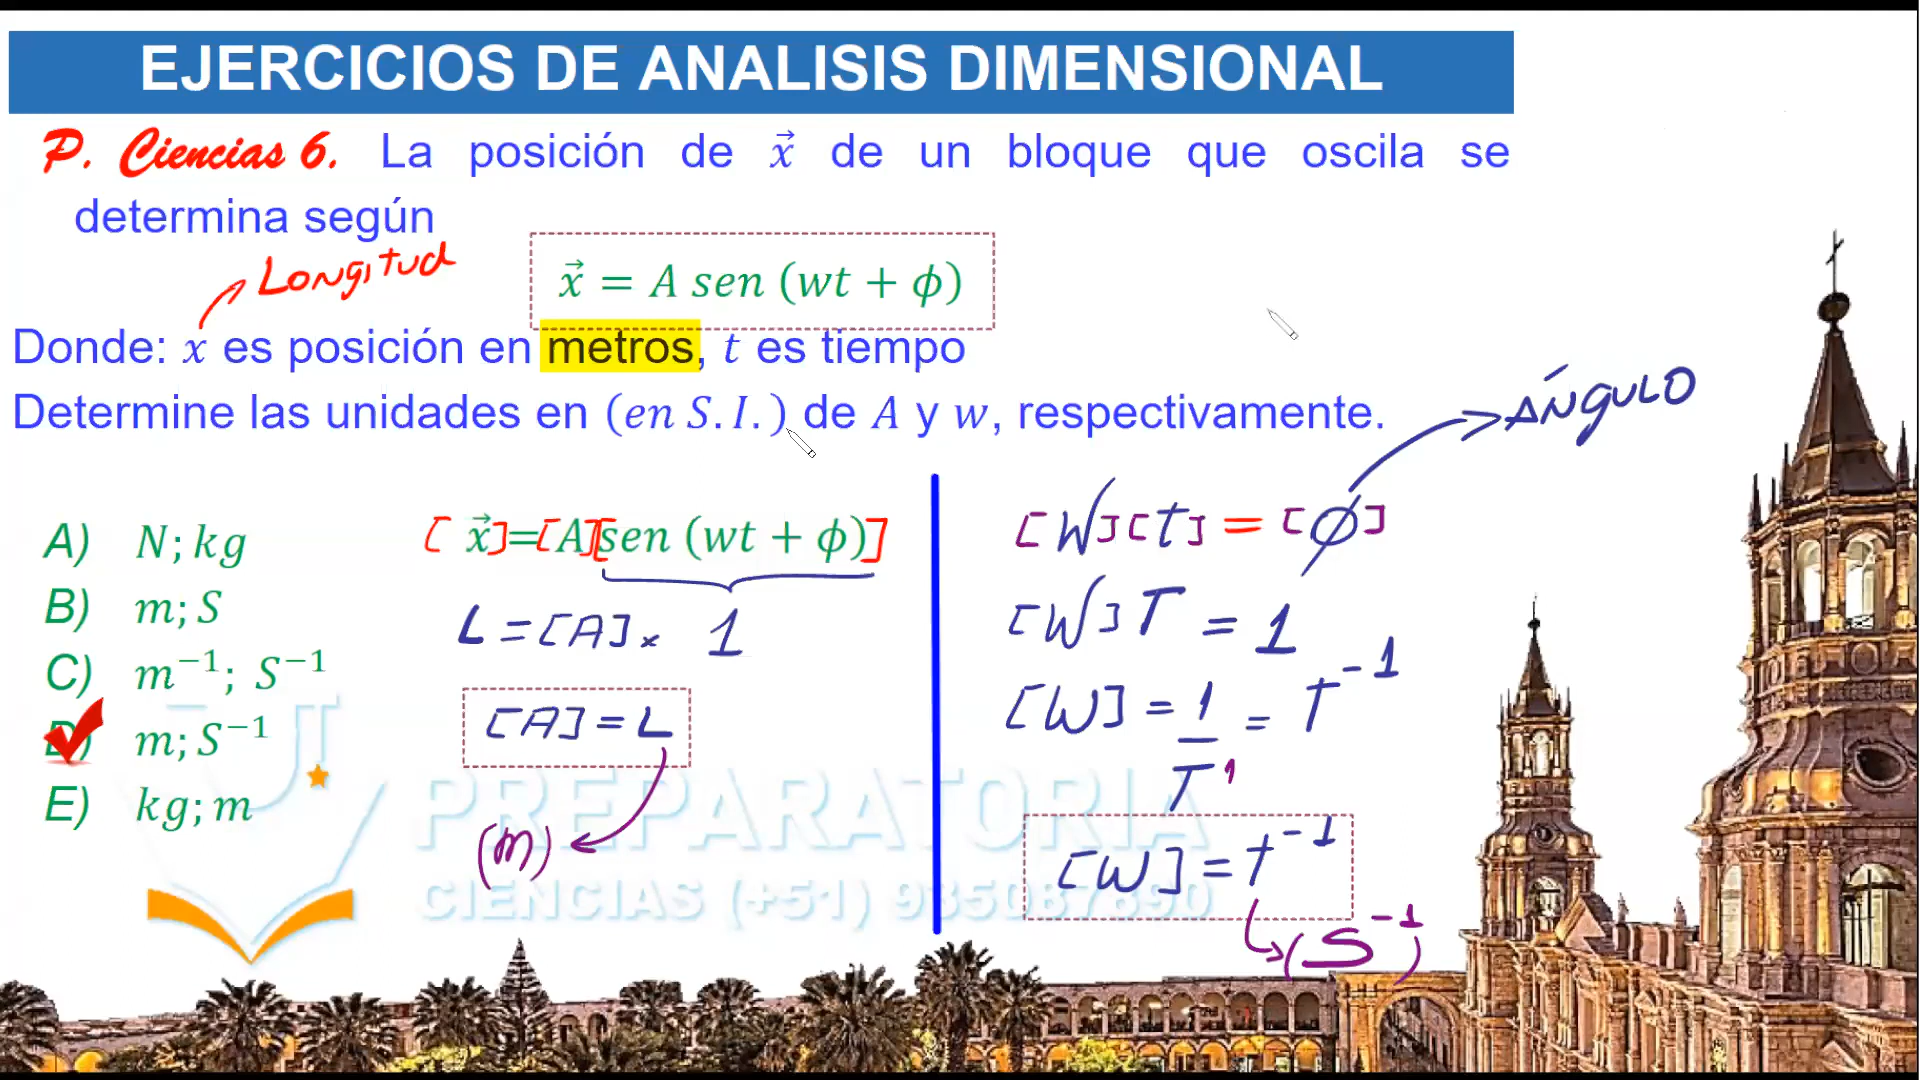 EJERCICIOS DE ANALISIS DIMENSIONAL
P. Ciencias 6. La posición de x⃗ de un bloque que oscila se
determina según
Longitud
x⃗ = A sen (wt + ϕ)
Donde: x es posición en metros, t es tiempo
Determine las unidades en (en S.I.) de A y w, respectivamente.
ÁNGULO
A) N; kg
B) m; S
C) m⁻¹; S⁻¹
D) m; S⁻¹
E) kg; m
[x⃗]=[A][sen (wt + ϕ)]
L = [A] × 1
[A] = L
(m)
[W][t] = [ϕ]
[W] T = 1
[W] = 1/T¹ = T⁻¹
[W] = t⁻¹
(S⁻¹)
PREPARATORIA
CIENCIAS (+51) 935087890